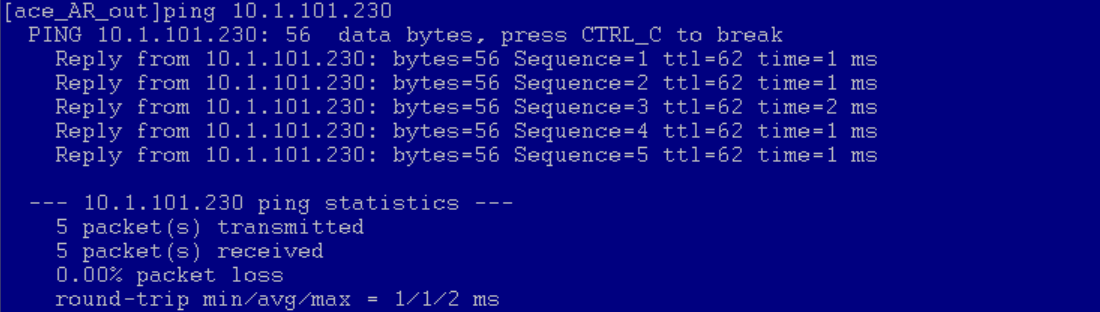 [ace_AR_out]ping 10.1.101.230
PING 10.1.101.230: 56  data bytes, press CTRL_C to break
Reply from 10.1.101.230: bytes=56 Sequence=1 ttl=62 time=1 ms
Reply from 10.1.101.230: bytes=56 Sequence=2 ttl=62 time=1 ms
Reply from 10.1.101.230: bytes=56 Sequence=3 ttl=62 time=2 ms
Reply from 10.1.101.230: bytes=56 Sequence=4 ttl=62 time=1 ms
Reply from 10.1.101.230: bytes=56 Sequence=5 ttl=62 time=1 ms
--- 10.1.101.230 ping statistics ---
5 packet(s) transmitted
5 packet(s) received
0.00% packet loss
round-trip min/avg/max = 1/1/2 ms